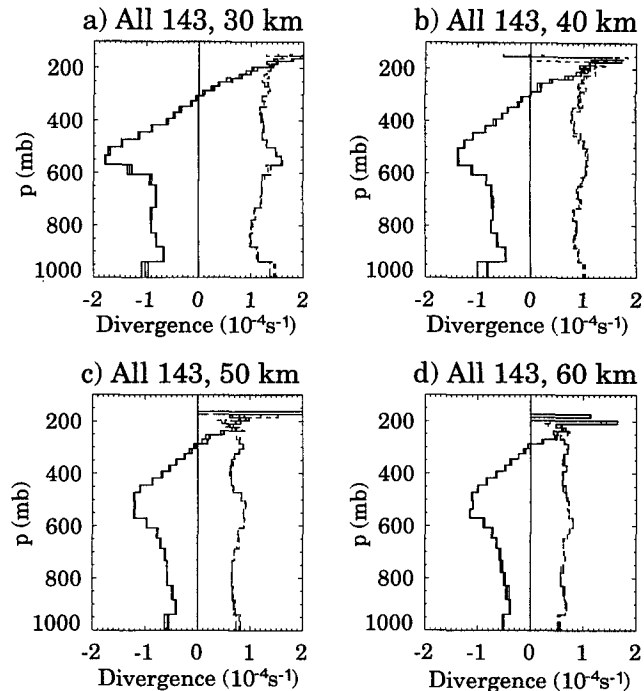 a) All 143, 30 km
p (mb)
200
400
600
800
1000
-2 -1 0 1 2
Divergence (10⁻⁴s⁻¹)
b) All 143, 40 km
p (mb)
200
400
600
800
1000
-2 -1 0 1 2
Divergence (10⁻⁴s⁻¹)
c) All 143, 50 km
p (mb)
200
400
600
800
1000
-2 -1 0 1 2
Divergence (10⁻⁴s⁻¹)
d) All 143, 60 km
p (mb)
200
400
600
800
1000
-2 -1 0 1 2
Divergence (10⁻⁴s⁻¹)